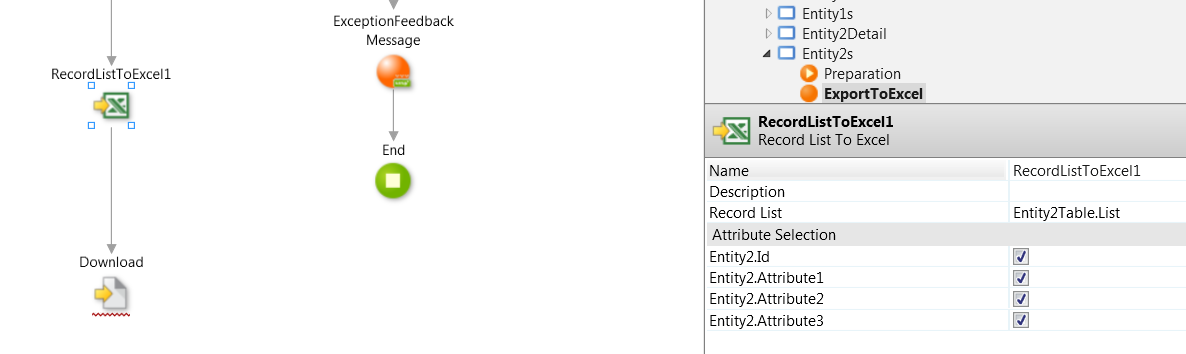 ExceptionFeedback
Message
RecordListToExcel1
End
Download
Entity1s
Entity2Detail
Entity2s
Preparation
ExportToExcel
RecordListToExcel1
Record List To Excel
Name RecordListToExcel1
Description
Record List Entity2Table.List
Attribute Selection
Entity2.Id
Entity2.Attribute1
Entity2.Attribute2
Entity2.Attribute3